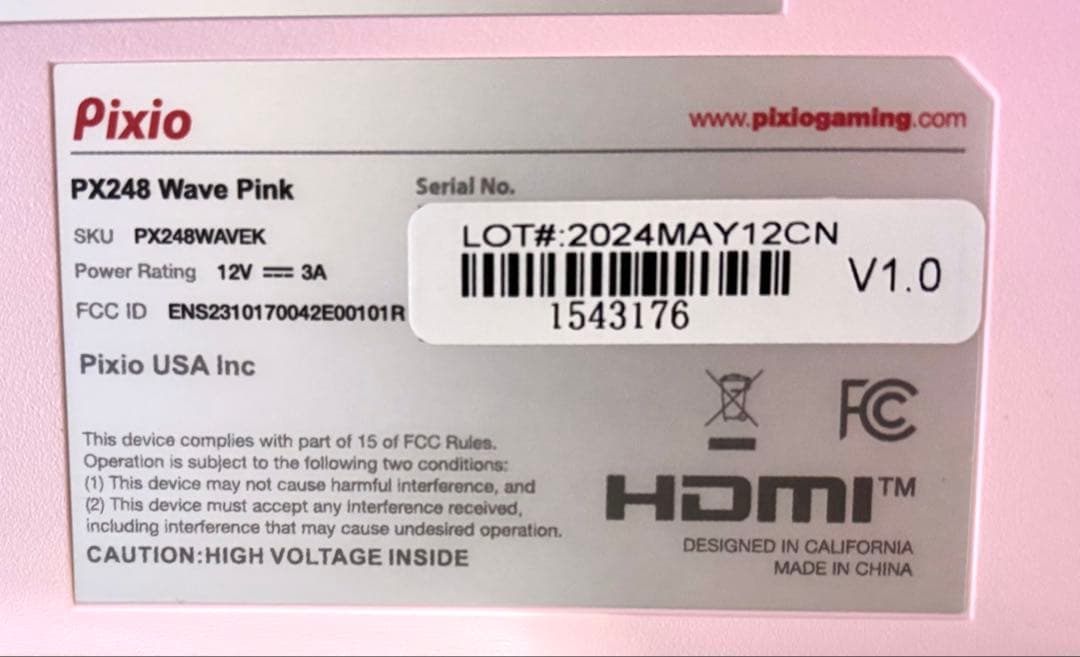 Pixio
www.pixiogaming.com
PX248 Wave Pink
SKU PX248WAVEK
Power Rating 12V ⎓ 3A
FCC ID ENS2310170042E00101R
Pixio USA Inc
Serial No.
LOT#:2024MAY12CN
V1.0
1543176
This device complies with part of 15 of FCC Rules.
Operation is subject to the following two conditions:
(1) This device may not cause harmful interference, and
(2) This device must accept any interference received,
including interference that may cause undesired operation.
CAUTION:HIGH VOLTAGE INSIDE
FC
HDMI™
DESIGNED IN CALIFORNIA
MADE IN CHINA